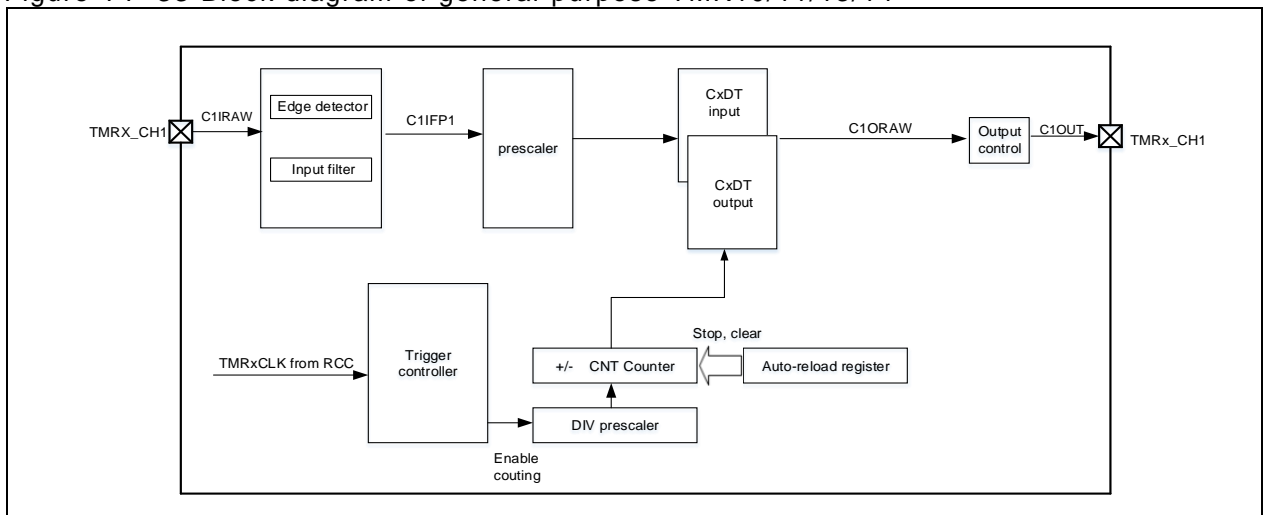 C1IRAW
TMRX_CH1
Edge detector
Input filter
C1IFP1
prescaler
CxDT
input
CxDT
output
C1ORAW
Output
control
C1OUT
TMRx_CH1
TMRxCLK from RCC
Trigger
controller
Enable
couting
DIV prescaler
+/- CNT Counter
Stop, clear
Auto-reload register